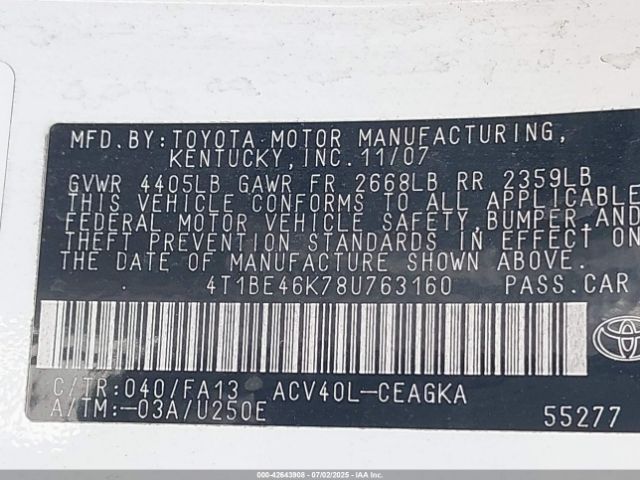 MFD.BY:TOYOTA MOTOR MANUFACTURING,
KENTUCKY,INC.11/07
GVWR 4405LB GAWR FR 2668LB RR 2359LB
THIS VEHICLE CONFORMS TO ALL APPLICABLE
FEDERAL MOTOR VEHICLE SAFETY,BUMPER,AND
THEFT PREVENTION STANDARDS IN EFFECT ON
THE DATE OF MANUFACTURE SHOWN ABOVE.
4T1BE46K78U763160 PASS.CAR
C/TR:040/FA13 ACV40L-CEAGKA
A/TM:-03A/U250E 55277
000-42643908 - 07/02/2025 - IAAI.COM